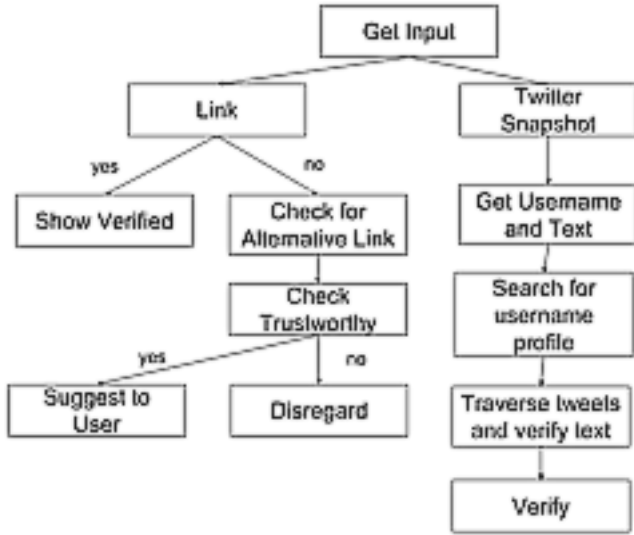 Get Input
Link
Twitter
Snapshot
yes
no
Show Verified
Check for
Alternative Link
Get Username
and Text
Check
Trustworthy
Search for
username
profile
yes
no
Suggest to
User
Disregard
Traverse tweets
and verify text
Verify